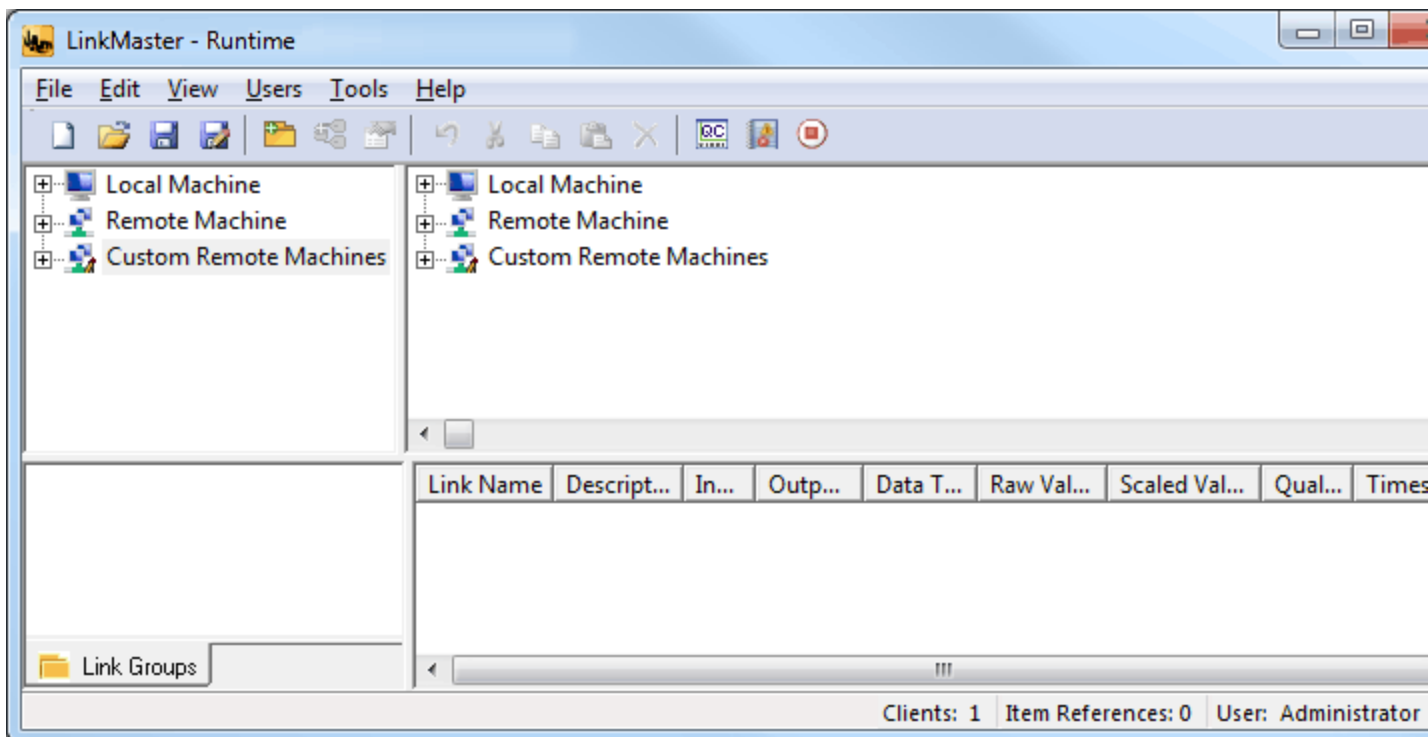 LinkMaster - Runtime
File Edit View Users Tools Help
QC
Local Machine
Remote Machine
Custom Remote Machines
Local Machine
Remote Machine
Custom Remote Machines
Link Name Descript... In... Outp... Data T... Raw Val... Scaled Val... Qual... Times
Link Groups
Clients: 1 Item References: 0 User: Administrator